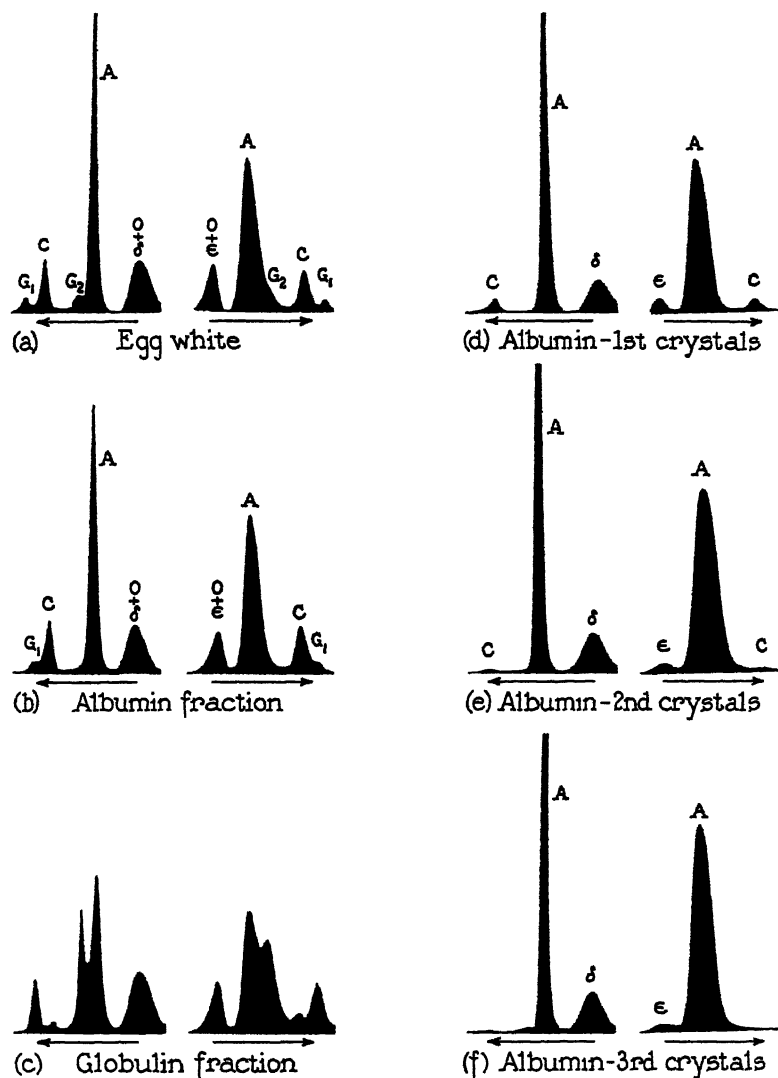 A
A
C
O
+
δ
O
+
ε
G₁
G₂
G₂
C
G₁
(a) Egg white
A
A
C
δ
ε
C
(d) Albumin-1st crystals
A
A
C
O
+
δ
O
+
ε
C
G₁
G₁
(b) Albumin fraction
A
A
C
δ
ε
C
(e) Albumin-2nd crystals
(c) Globulin fraction
A
A
δ
ε
(f) Albumin-3rd crystals